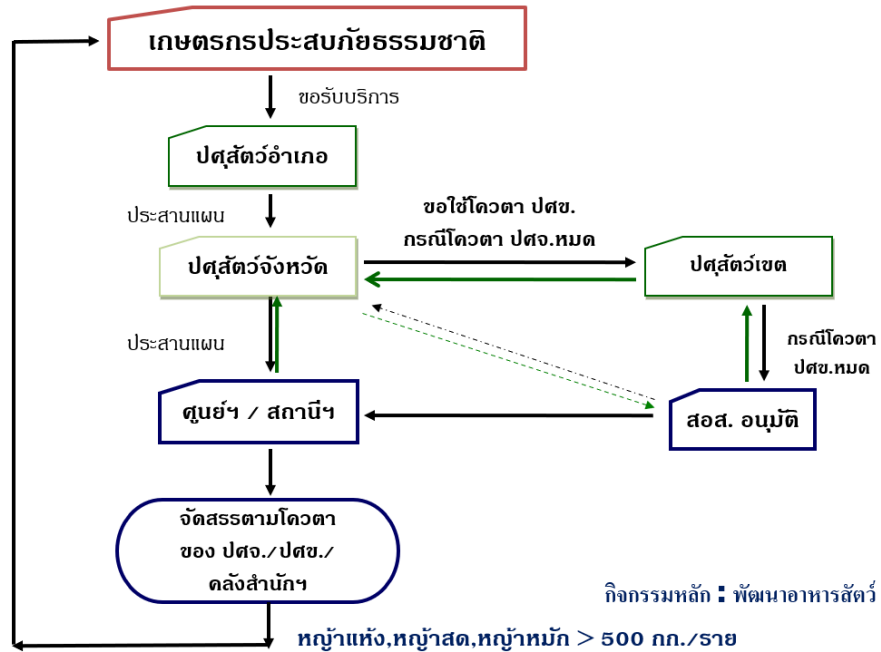 เกษตรกรประสบภัยธรรมชาติ
ขอรับบริการ
ปศุสัตว์อำเภอ
ประสานแผน
ขอใช้โควตา ปศข.
กรณีโควตา ปศจ.หมด
ปศุสัตว์จังหวัด
ปศุสัตว์เขต
ประสานแผน
กรณีโควตา
ปศข.หมด
ศูนย์ฯ / สถานีฯ
สอส. อนุมัติ
จัดสรรตามโควตา
ของ ปศจ./ปศข./
คลังสำนักฯ
กิจกรรมหลัก : พัฒนาอาหารสัตว์
หญ้าแห้ง,หญ้าสด,หญ้าหมัก > 500 กก./ราย